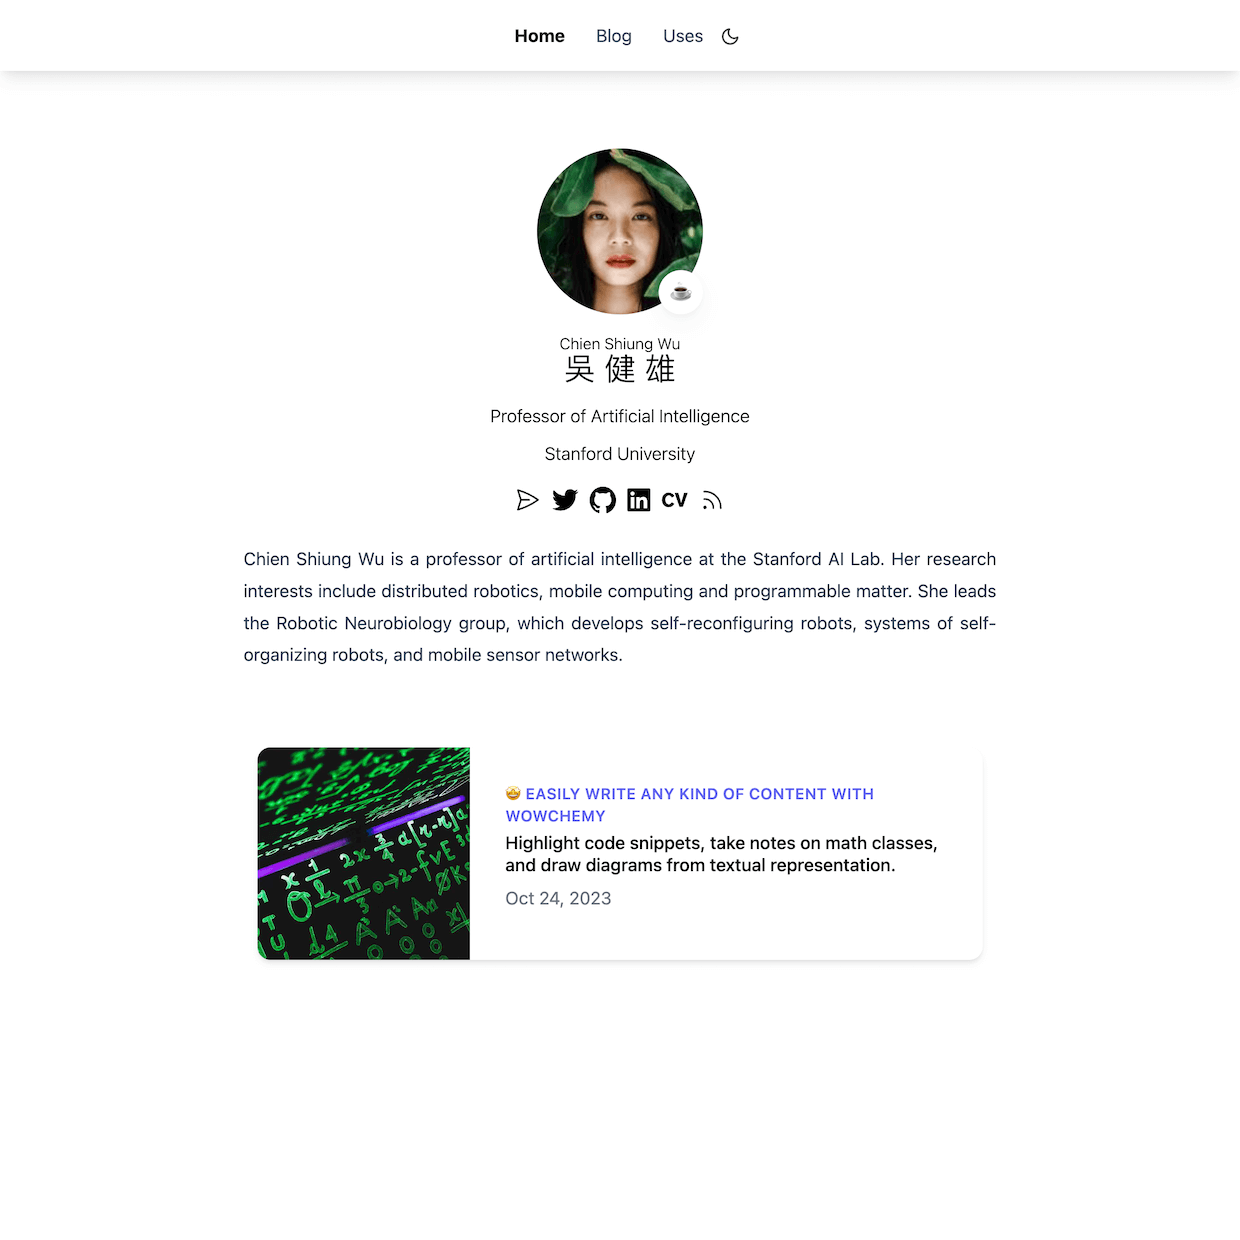 Home Blog Uses
Chien Shiung Wu
吳健雄
Professor of Artificial Intelligence
Stanford University
CV
Chien Shiung Wu is a professor of artificial intelligence at the Stanford AI Lab. Her research
interests include distributed robotics, mobile computing and programmable matter. She leads
the Robotic Neurobiology group, which develops self-reconfiguring robots, systems of self-
organizing robots, and mobile sensor networks.
🤩 EASILY WRITE ANY KIND OF CONTENT WITH
WOWCHEMY
Highlight code snippets, take notes on math classes,
and draw diagrams from textual representation.
Oct 24, 2023